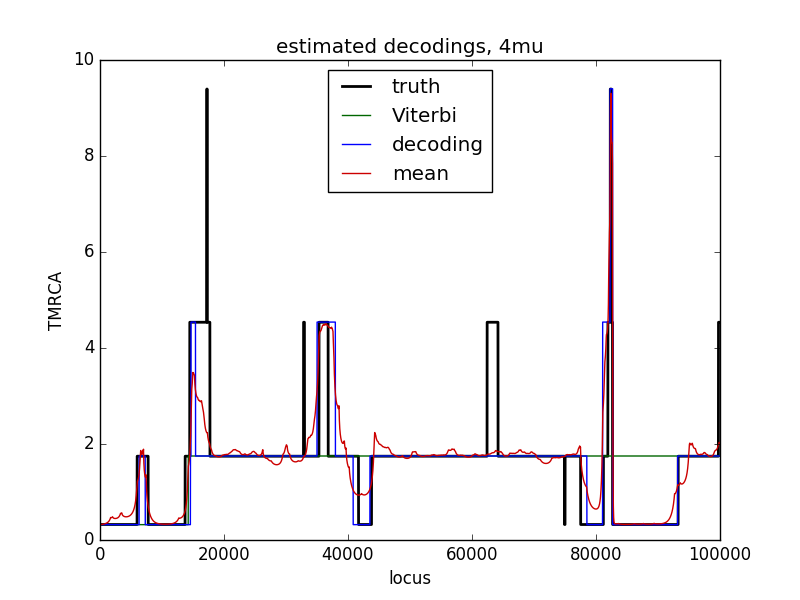 estimated decodings, 4mu
truth
Viterbi
decoding
mean
TMRCA
10
8
6
4
2
0
0 20000 40000 60000 80000 100000
locus